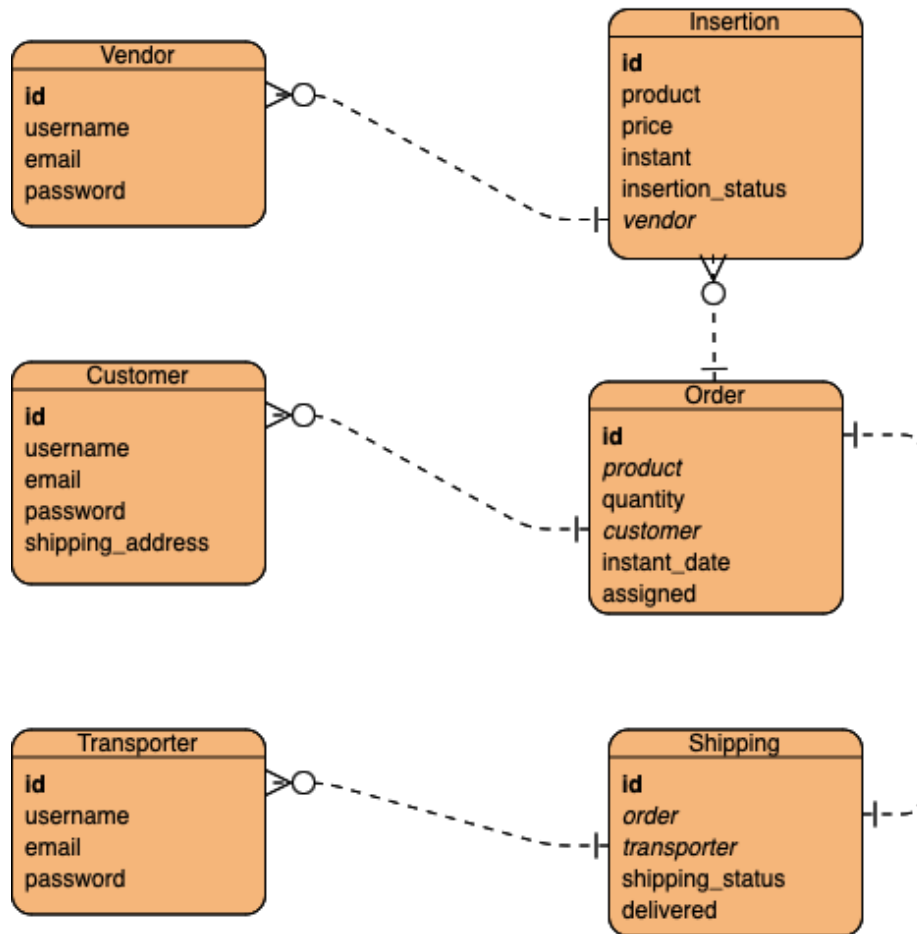 Vendor
id
username
email
password
Insertion
id
product
price
instant
insertion_status
vendor
Customer
id
username
email
password
shipping_address
Order
id
product
quantity
customer
instant_date
assigned
Transporter
id
username
email
password
Shipping
id
order
transporter
shipping_status
delivered